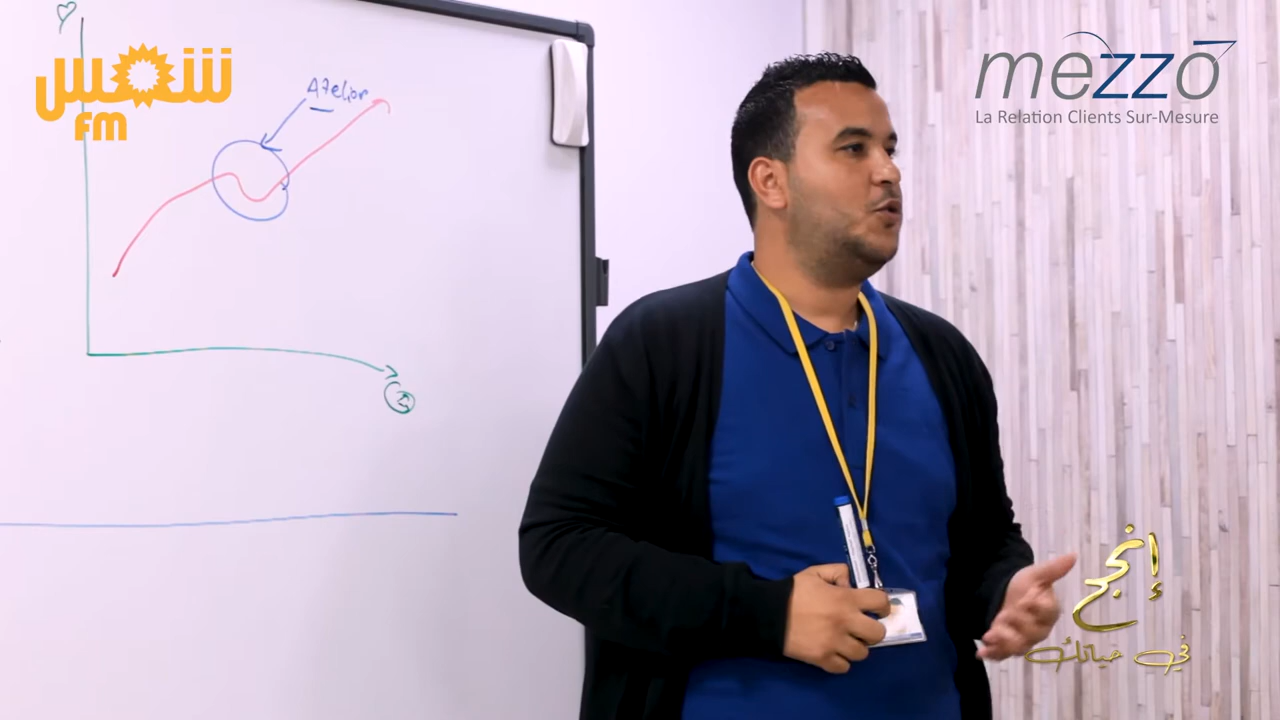 شمس
FM
Atelier
mezzo
La Relation Clients Sur-Mesure
إنجح
في حياتك